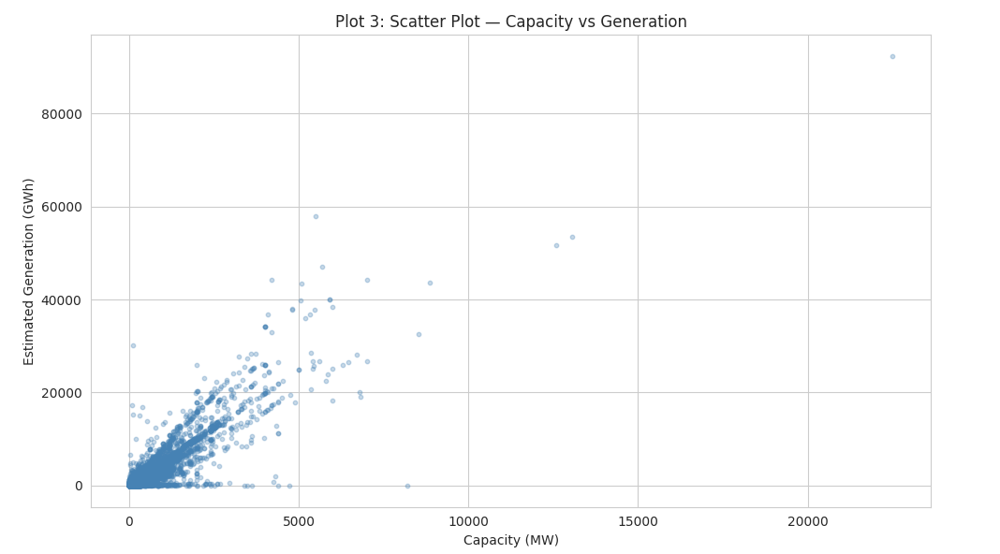 Plot 3: Scatter Plot — Capacity vs Generation
Estimated Generation (GWh)
80000
60000
40000
20000
0
0 5000 10000 15000 20000
Capacity (MW)